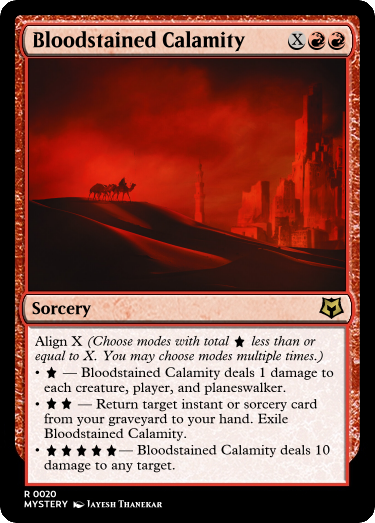 Bloodstained Calamity X
Sorcery
Align X (Choose modes with total ★ less than or
equal to X. You may choose modes multiple times.)
• ★ — Bloodstained Calamity deals 1 damage to
each creature, player, and planeswalker.
• ★ ★ — Return target instant or sorcery card
from your graveyard to your hand. Exile
Bloodstained Calamity.
• ★ ★ ★ ★ ★ — Bloodstained Calamity deals 10
damage to any target.
R 0020
MYSTERY Jayesh Thanekar